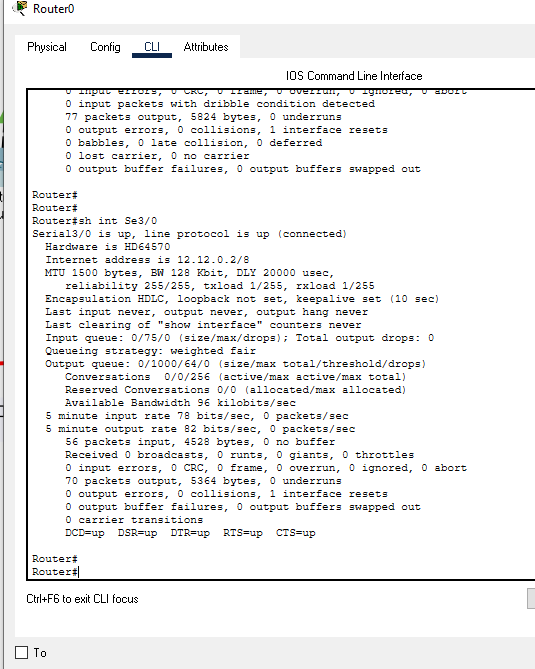 Router0
Physical Config CLI Attributes
IOS Command Line Interface
0 input errors, 0 CRC, 0 frame, 0 overrun, 0 ignored, 0 abort
0 input packets with dribble condition detected
77 packets output, 5824 bytes, 0 underruns
0 output errors, 0 collisions, 1 interface resets
0 babbles, 0 late collision, 0 deferred
0 lost carrier, 0 no carrier
0 output buffer failures, 0 output buffers swapped out
Router#
Router#
Router#sh int Se3/0
Serial3/0 is up, line protocol is up (connected)
Hardware is HD64570
Internet address is 12.12.0.2/8
MTU 1500 bytes, BW 128 Kbit, DLY 20000 usec,
reliability 255/255, txload 1/255, rxload 1/255
Encapsulation HDLC, loopback not set, keepalive set (10 sec)
Last input never, output never, output hang never
Last clearing of "show interface" counters never
Input queue: 0/75/0 (size/max/drops); Total output drops: 0
Queueing strategy: weighted fair
Output queue: 0/1000/64/0 (size/max total/threshold/drops)
Conversations 0/0/256 (active/max active/max total)
Reserved Conversations 0/0 (allocated/max allocated)
Available Bandwidth 96 kilobits/sec
5 minute input rate 78 bits/sec, 0 packets/sec
5 minute output rate 82 bits/sec, 0 packets/sec
56 packets input, 4528 bytes, 0 no buffer
Received 0 broadcasts, 0 runts, 0 giants, 0 throttles
0 input errors, 0 CRC, 0 frame, 0 overrun, 0 ignored, 0 abort
70 packets output, 5364 bytes, 0 underruns
0 output errors, 0 collisions, 1 interface resets
0 output buffer failures, 0 output buffers swapped out
0 carrier transitions
DCD=up DSR=up DTR=up RTS=up CTS=up
Router#
Router#
Ctrl+F6 to exit CLI focus
To